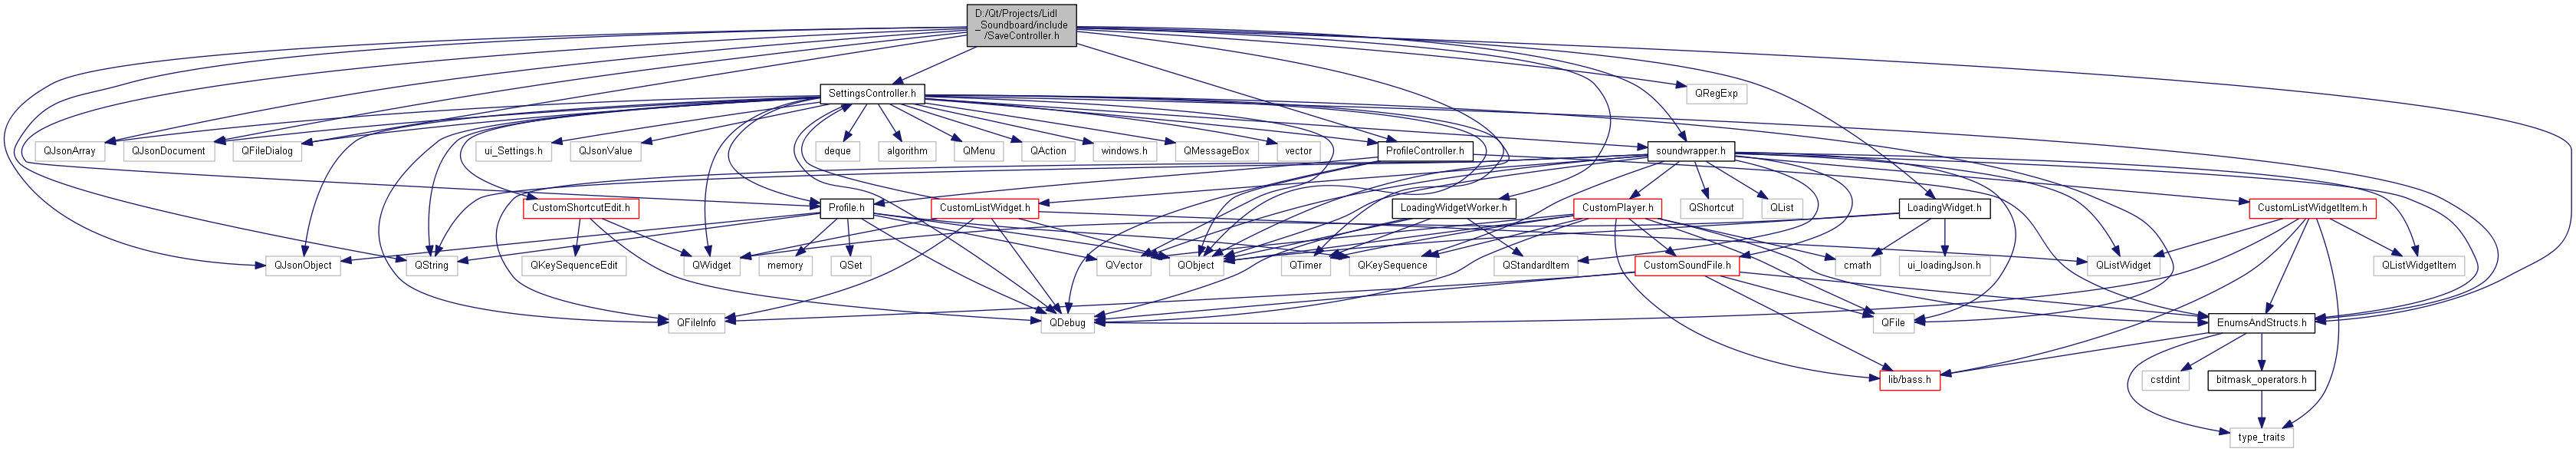 D:/Qt/Projects/Lidl
_Soundboard/include
/SaveController.h
SettingsController.h
QRegExp
QJsonArray
QJsonDocument
QFileDialog
ui_Settings.h
QJsonValue
deque
algorithm
QMenu
QAction
windows.h
QMessageBox
vector
ProfileController.h
soundwrapper.h
CustomShortcutEdit.h
Profile.h
CustomListWidget.h
LoadingWidgetWorker.h
CustomPlayer.h
QShortcut
QList
LoadingWidget.h
CustomListWidgetItem.h
QJsonObject
QString
QKeySequenceEdit
QWidget
memory
QSet
QVector
QObject
QTimer
QKeySequence
QStandardItem
CustomSoundFile.h
cmath
ui_loadingJson.h
QListWidget
QListWidgetItem
QFileInfo
QDebug
QFile
EnumsAndStructs.h
lib/bass.h
cstdint
bitmask_operators.h
type_traits